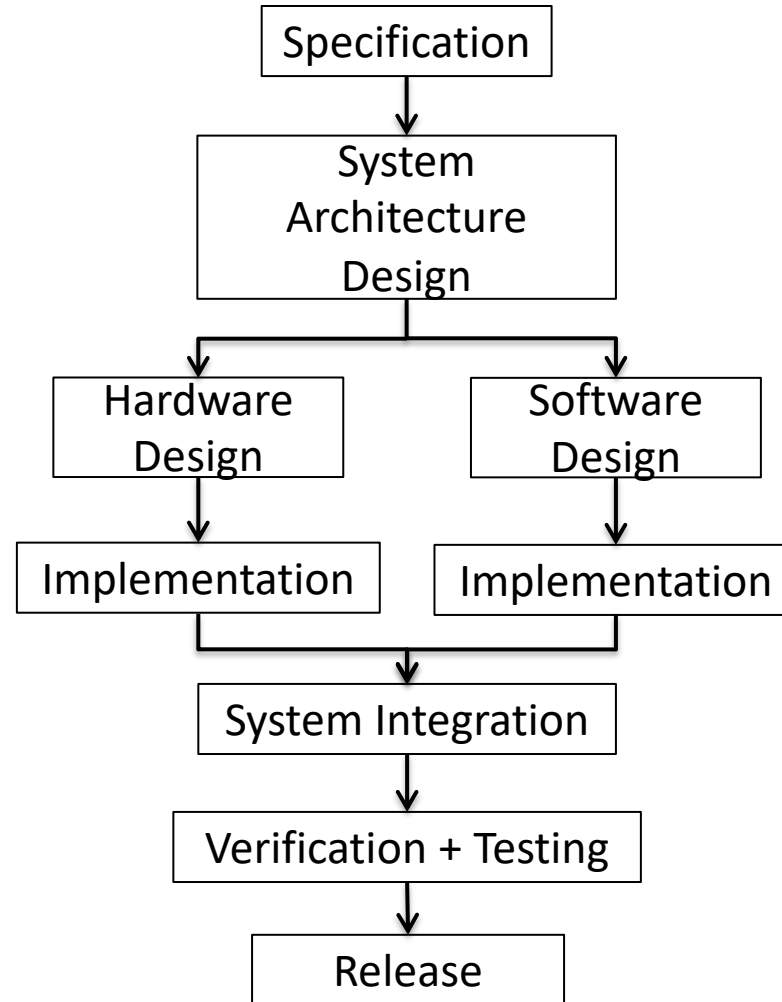 Specification
System
Architecture
Design
Hardware
Design
Software
Design
Implementation
Implementation
System Integration
Verification + Testing
Release